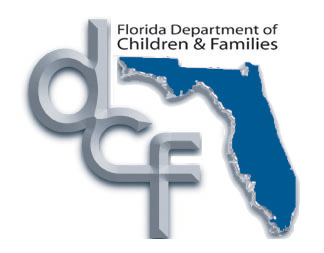 Florida Department of
Children & Families
dcf